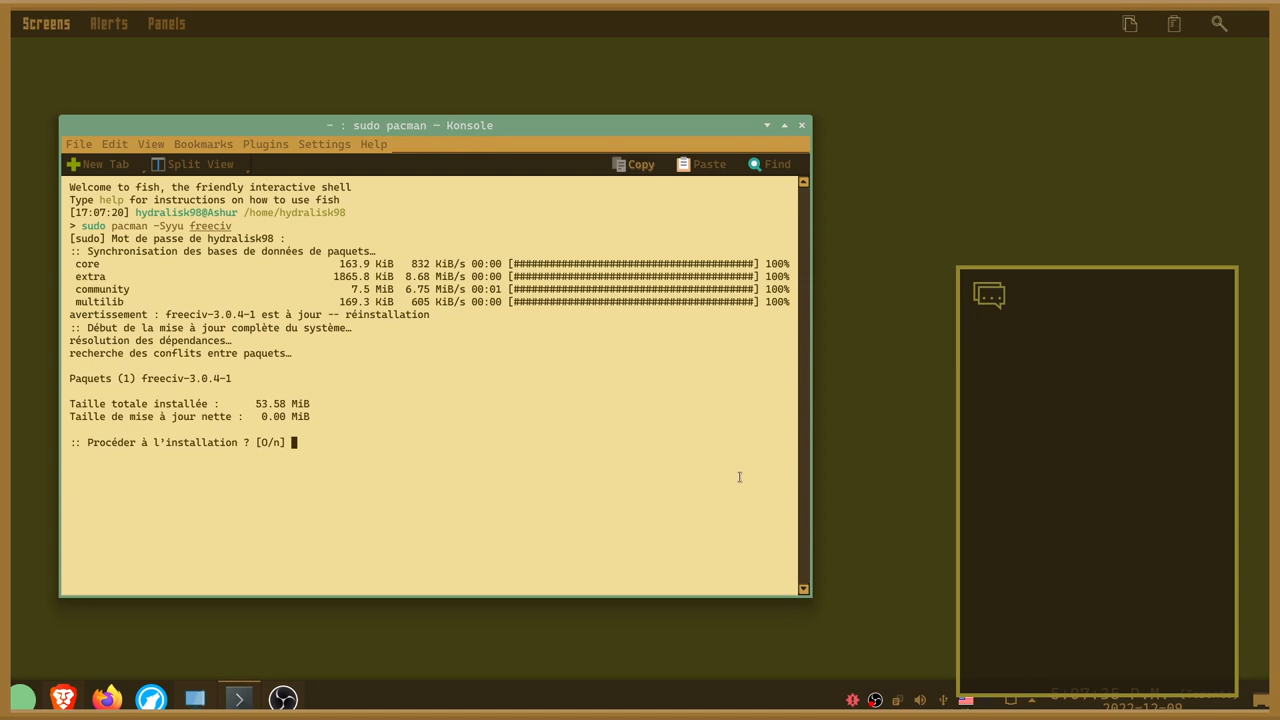 Screens Alerts Panels
~ : sudo pacman — Konsole
File Edit View Bookmarks Plugins Settings Help
New Tab Split View Copy Paste Find
Welcome to fish, the friendly interactive shell
Type help for instructions on how to use fish
[17:07:20] hydralisk98@Ashur /home/hydralisk98
> sudo pacman -Syyu freeciv
[sudo] Mot de passe de hydralisk98 :
:: Synchronisation des bases de données de paquets…
core 163.9 KiB 832 KiB/s 00:00 [########################################] 100%
extra 1865.8 KiB 8.68 MiB/s 00:00 [########################################] 100%
community 7.5 MiB 6.75 MiB/s 00:01 [########################################] 100%
multilib 169.3 KiB 605 KiB/s 00:00 [########################################] 100%
avertissement : freeciv-3.0.4-1 est à jour -- réinstallation
:: Début de la mise à jour complète du système…
résolution des dépendances…
recherche des conflits entre paquets…
Paquets (1) freeciv-3.0.4-1
Taille totale installée : 53.58 MiB
Taille de mise à jour nette : 0.00 MiB
:: Procéder à l'installation ? [O/n]
2022-12-09